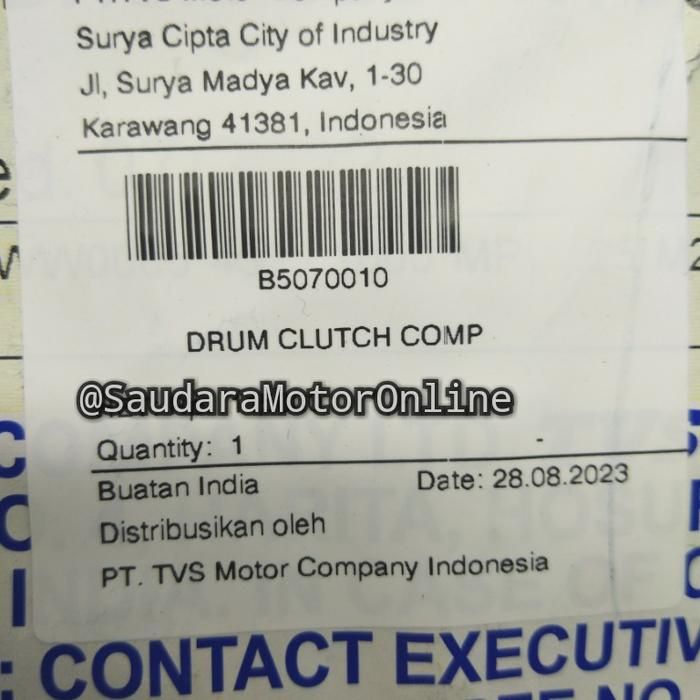 Surya Cipta City of Industry
Jl, Surya Madya Kav, 1-30
Karawang 41381, Indonesia
B5070010
DRUM CLUTCH COMP
@SaudaraMotorOnline
Quantity: 1 -
Buatan India Date: 28.08.2023
Distribusikan oleh
PT. TVS Motor Company Indonesia
: CONTACT EXECUTIV